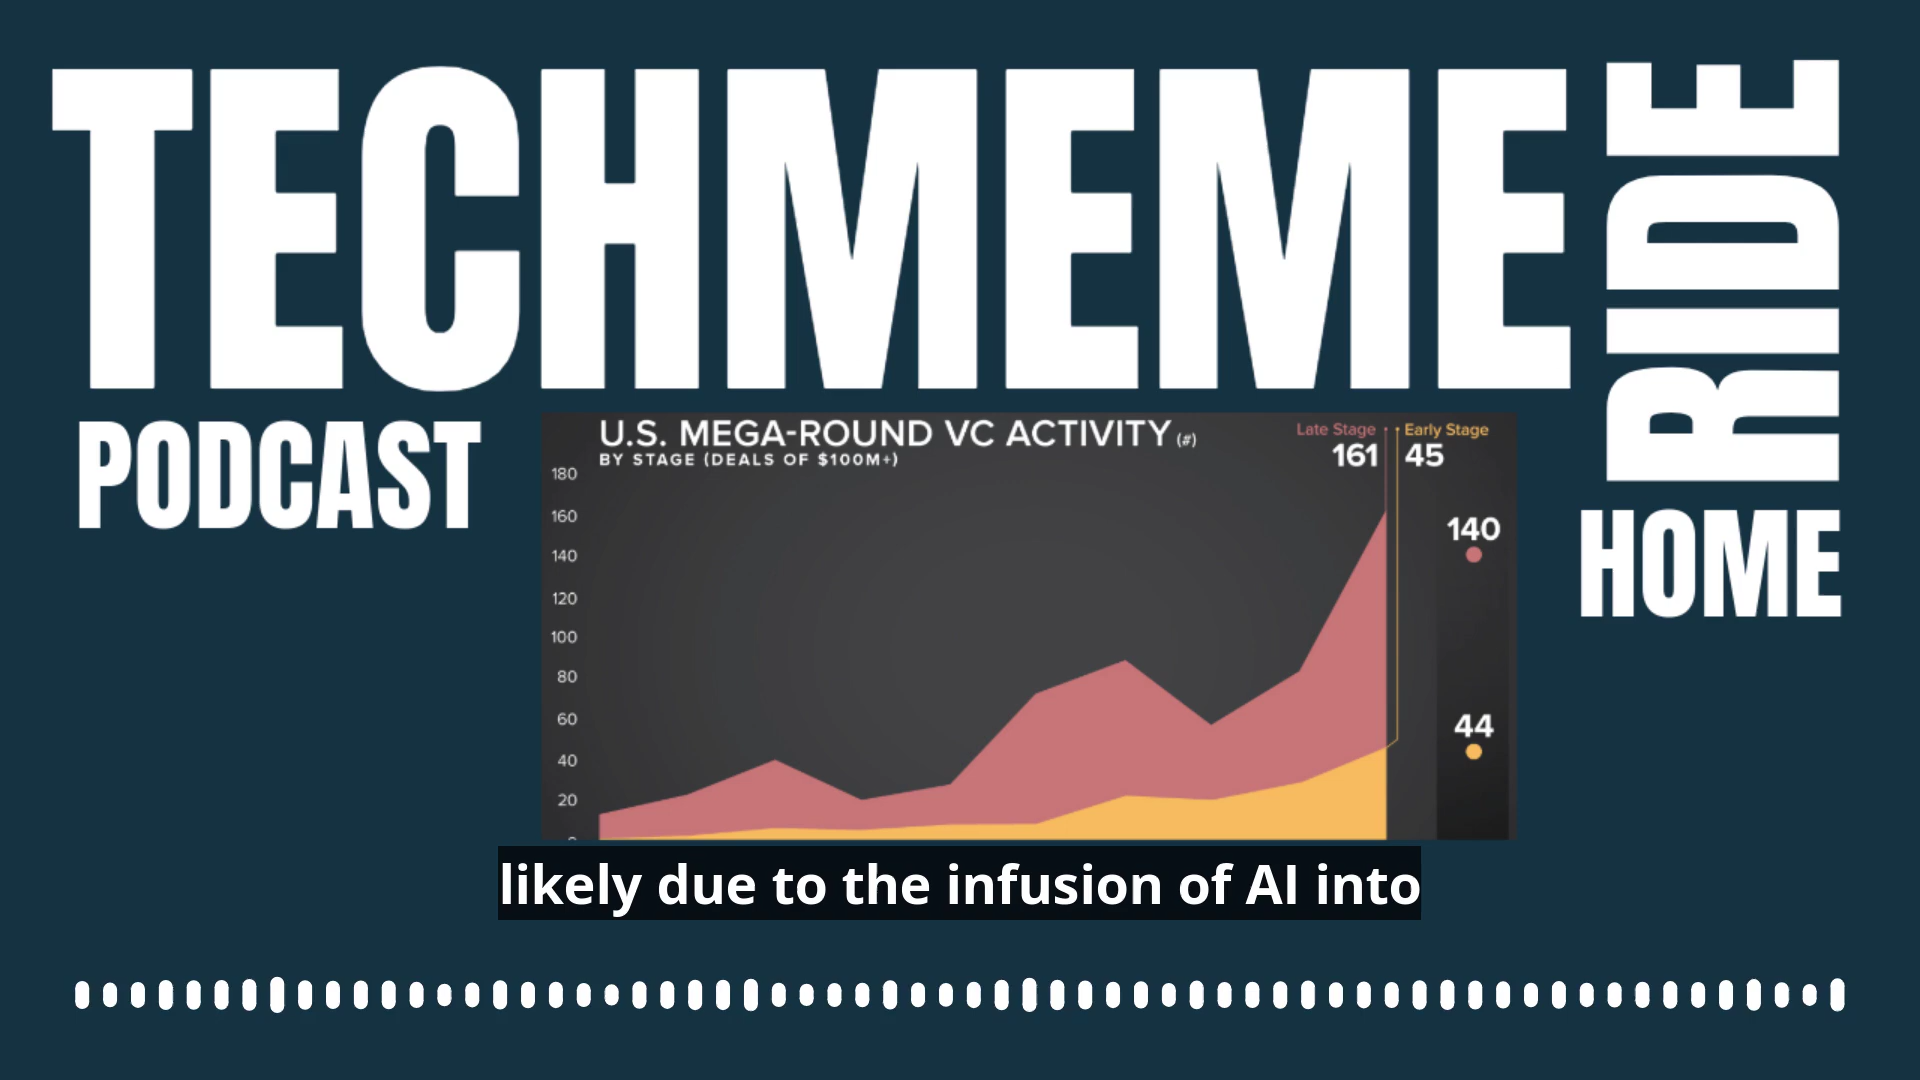 TECHMEME
RIDE
HOME
PODCAST
U.S. MEGA-ROUND VC ACTIVITY (#)
BY STAGE (DEALS OF $100M+)
Late Stage
161
Early Stage
45
180
160
140
120
100
80
60
40
20
140
44
likely due to the infusion of AI into